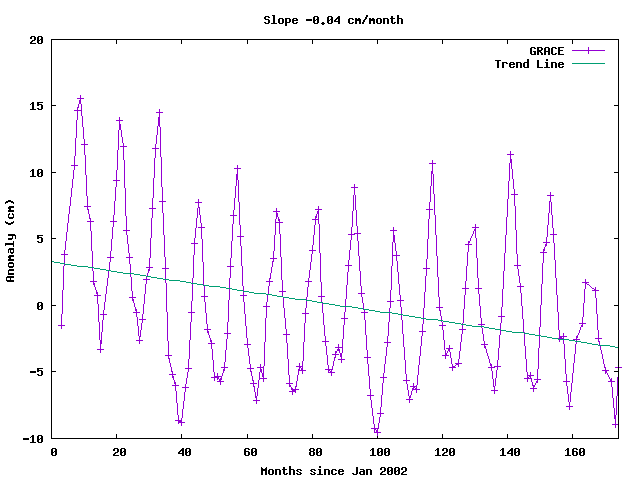 Slope -0.04 cm/month
GRACE
Trend Line
20
15
10
5
0
-5
-10
Anomaly (cm)
0 20 40 60 80 100 120 140 160
Months since Jan 2002